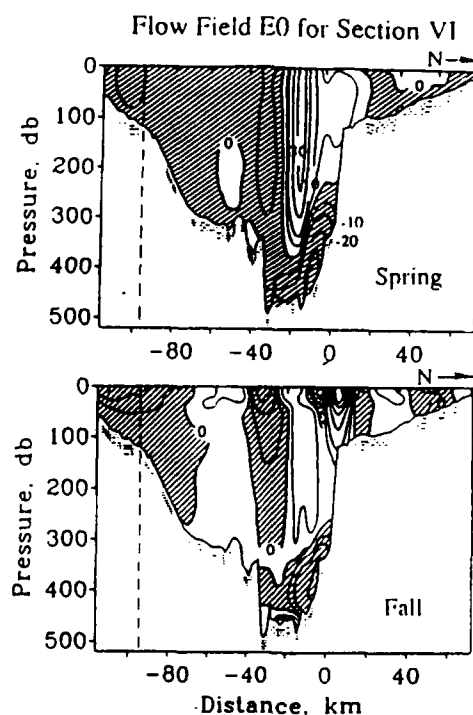 Flow Field E0 for Section VI
N →
0
100
200
300
400
500
Pressure, db
0
0
0
-10
-20
Spring
-80 -40 0 40
N →
0
100
200
300
400
500
Pressure, db
0
0
0
Fall
-80 -40 0 40
Distance, km